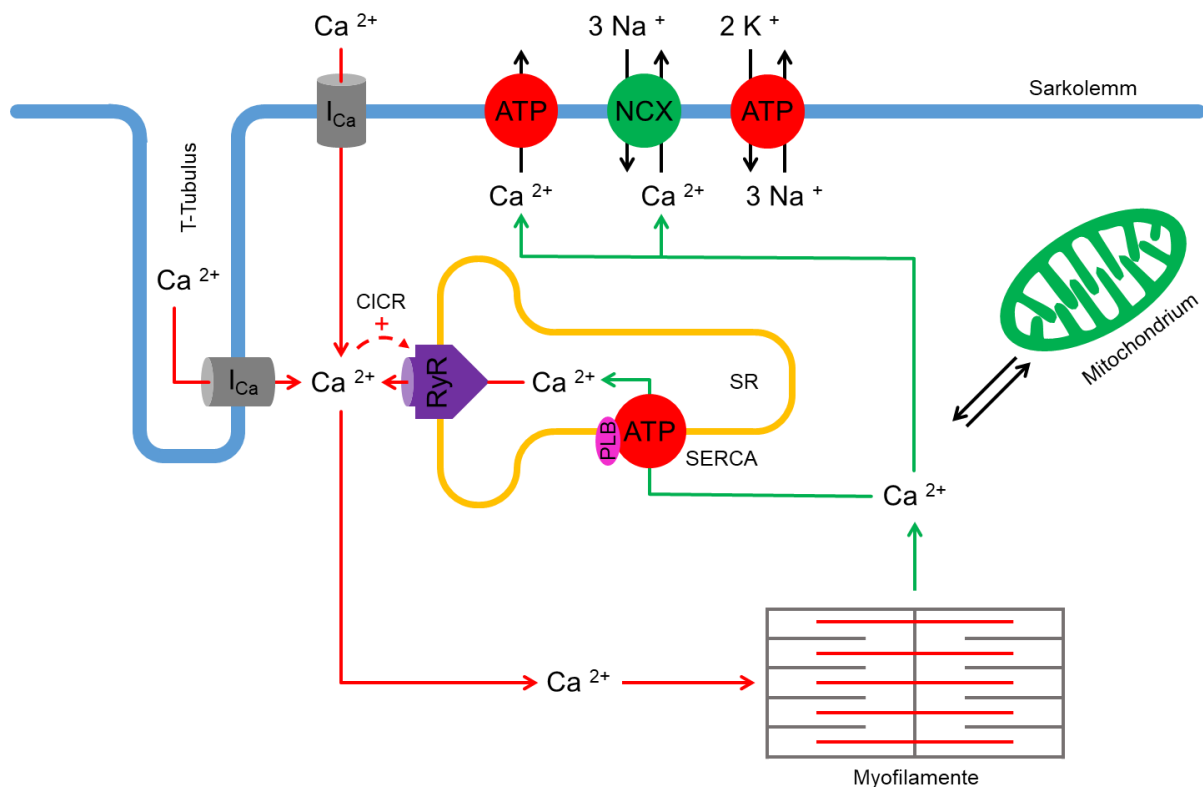 Ca 2+
3 Na +
2 K +
Sarkolemm
ICa
ATP
NCX
ATP
T-Tubulus
Ca 2+
Ca 2+
3 Na +
Ca 2+
CICR
+
Mitochondrium
ICa
Ca 2+
RyR
Ca 2+
SR
PLB
ATP
SERCA
Ca 2+
Ca 2+
Myofilamente